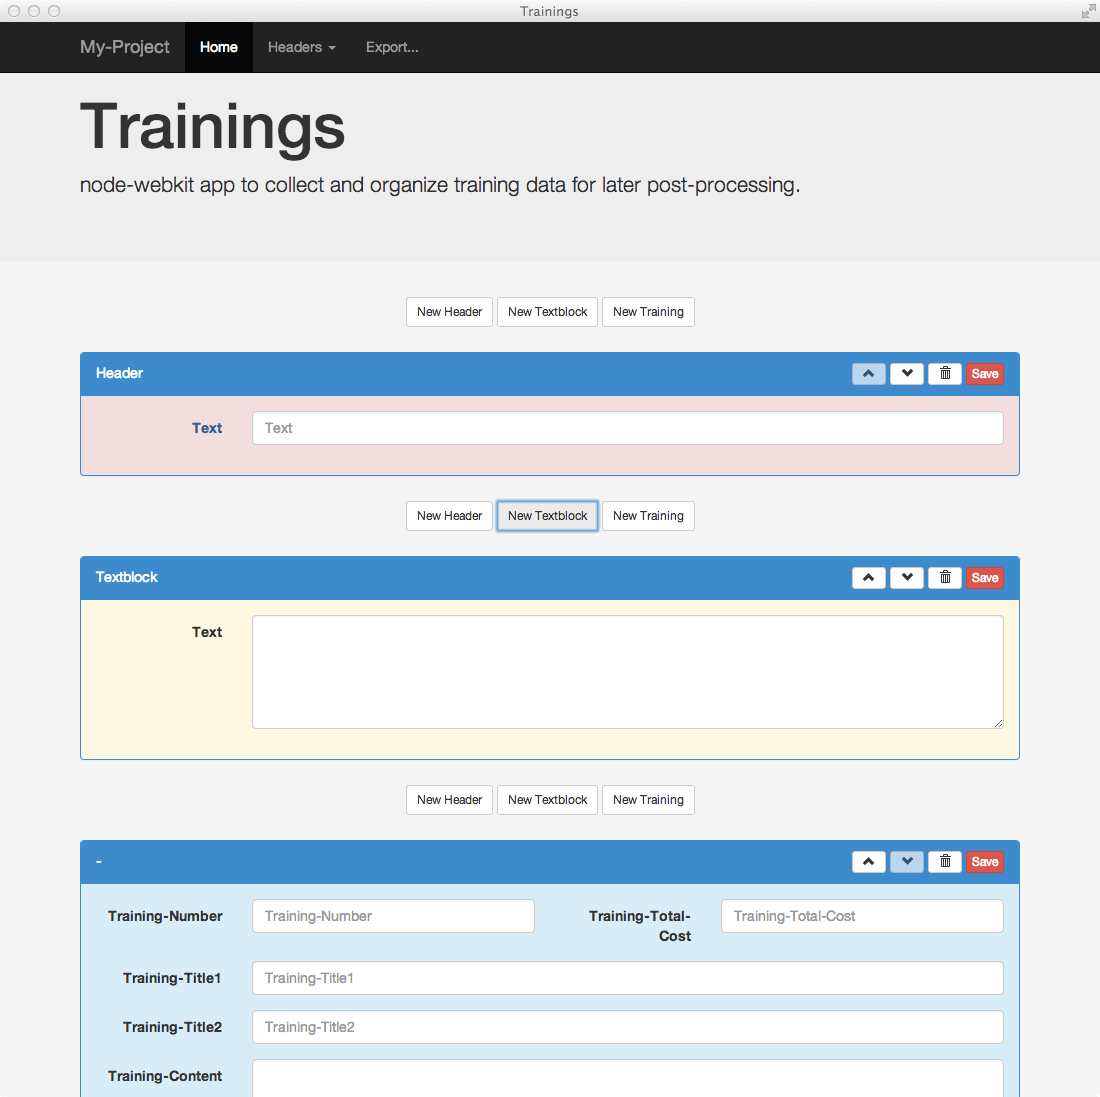 Trainings
My-Project Home Headers Export...
Trainings
node-webkit app to collect and organize training data for later post-processing.
New Header New Textblock New Training
Header Save
Text Text
New Header New Textblock New Training
Textblock Save
Text
New Header New Textblock New Training
- Save
Training-Number Training-Number Training-Total-Cost Training-Total-Cost
Training-Title1 Training-Title1
Training-Title2 Training-Title2
Training-Content